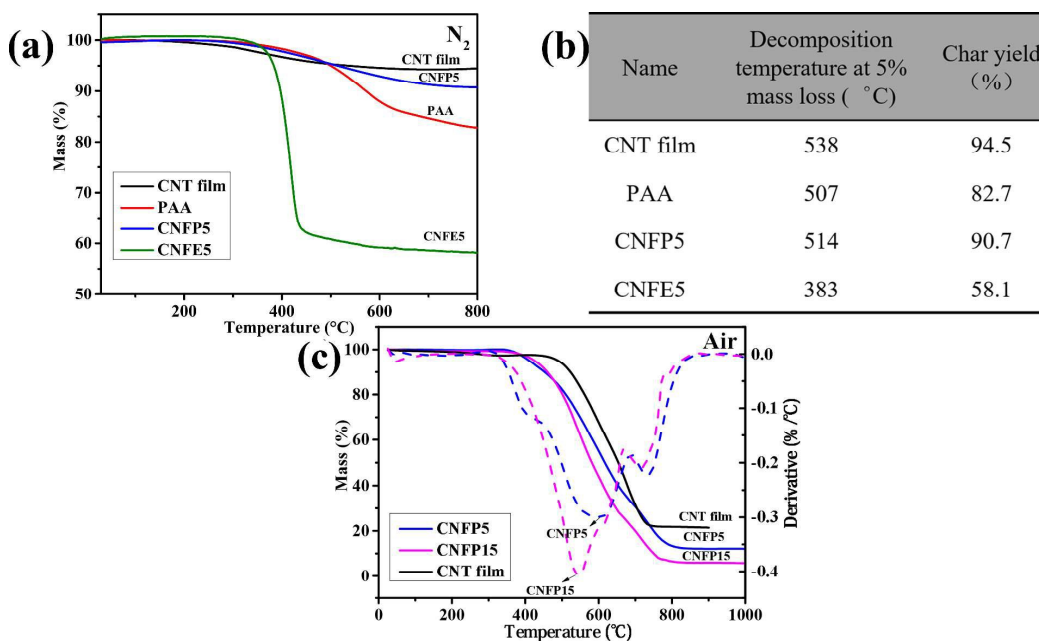 (a)
N2
100
90
80
70
60
50
Mass (%)
CNT film
CNFP5
PAA
CNFE5
CNT film
PAA
CNFP5
CNFE5
200 400 600 800
Temperature (°C)
(b)
Name Decomposition temperature at 5% mass loss ( °C) Char yield (%)
CNT film 538 94.5
PAA 507 82.7
CNFP5 514 90.7
CNFE5 383 58.1
(c)
Air
100
80
60
40
20
0
Mass (%)
0.0
-0.1
-0.2
-0.3
-0.4
Derivative (% /℃)
CNFP5
CNFP15
CNT film
CNFP5
CNFP15
CNT film
CNFP5
CNFP15
0 200 400 600 800 1000
Temperature (℃)